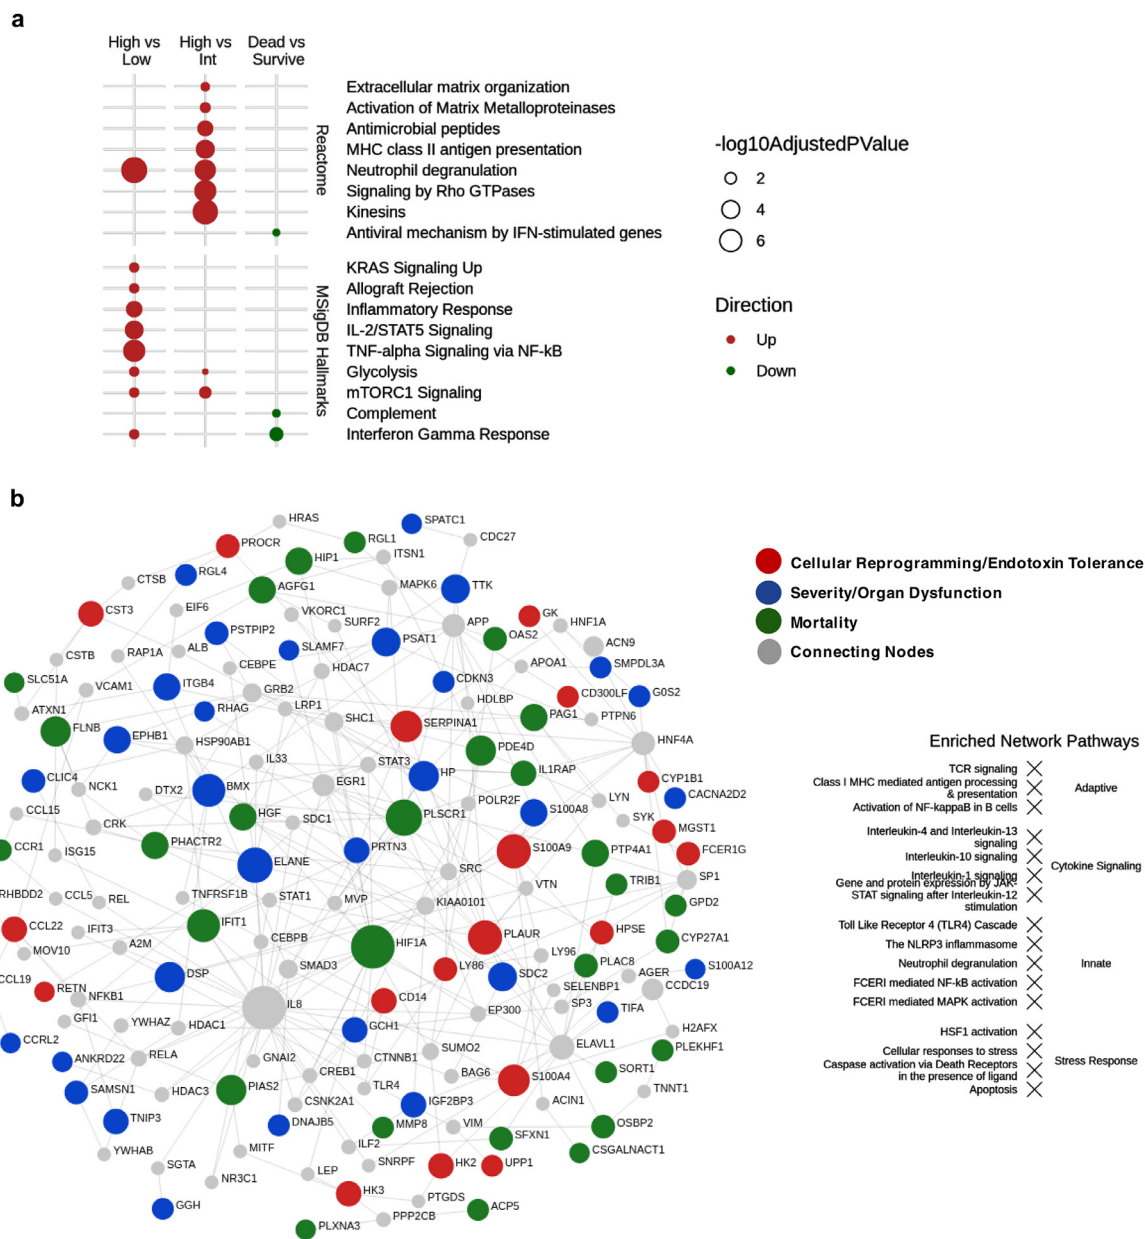 a
High vs
Low
High vs
Int
Dead vs
Survive
Reactome
Extracellular matrix organization
Activation of Matrix Metalloproteinases
Antimicrobial peptides
MHC class II antigen presentation
Neutrophil degranulation
Signaling by Rho GTPases
Kinesins
Antiviral mechanism by IFN-stimulated genes
MSigDB Hallmarks
KRAS Signaling Up
Allograft Rejection
Inflammatory Response
IL-2/STAT5 Signaling
TNF-alpha Signaling via NF-kB
Glycolysis
mTORC1 Signaling
Complement
Interferon Gamma Response
-log10AdjustedPValue
2
4
6
Direction
Up
Down
b
HRAS
SPATC1
PROCR
RGL1
CDC27
HIP1
ITSN1
CTSB
RGL4
AGFG1
MAPK6
TTK
CST3
EIF6
VKORC1
SURF2
APP
GK
HNF1A
PSTPIP2
PSAT1
OAS2
ACN9
CSTB
RAP1A
ALB
SLAMF7
CEBPE
HDAC7
APOA1
SMPDL3A
SLC51A
VCAM1
ITGB4
GRB2
CDKN3
CD300LF
G0S2
ATXN1
RHAG
LRP1
HDLBP
FLNB
EPHB1
HSP90AB1
SHC1
SERPINA1
PAG1
PTPN6
HNF4A
IL33
STAT3
PDE4D
CLIC4
NCK1
DTX2
BMX
EGR1
HP
IL1RAP
CYP1B1
CACNA2D2
CCL15
CRK
HGF
SDC1
PLSCR1
POLR2F
S100A8
LYN
SYK
MGST1
CCR1
ISG15
PHACTR2
ELANE
PRTN3
S100A9
PTP4A1
FCER1G
SRC
VTN
TRIB1
SP1
RHBDD2
CCL5
REL
TNFRSF1B
STAT1
MVP
KIAA0101
GPD2
CCL22
IFIT3
IFIT1
CEBPB
HIF1A
PLAUR
HPSE
CYP27A1
MOV10
A2M
LY96
CCL19
RETN
DSP
SMAD3
LY86
SDC2
PLAC8
AGER
S100A12
NFKB1
IL8
CD14
SELENBP1
CCDC19
GFI1
YWHAZ
HDAC1
GCH1
EP300
SP3
TIFA
H2AFX
CCRL2
ANKRD22
RELA
GNAI2
CTNNB1
SUMO2
ELAVL1
PLEKHF1
SAMSN1
HDAC3
PIAS2
CREB1
TLR4
BAG6
S100A4
SORT1
TNNT1
TNIP3
CSNK2A1
IGF2BP3
ACIN1
DNAJB5
MMP8
VIM
SFXN1
OSBP2
YWHAB
MITF
ILF2
CSGALNACT1
SGTA
NR3C1
LEP
SNRPF
HK2
UPP1
GGH
HK3
PTGDS
ACP5
PLXNA3
PPP2CB
Cellular Reprogramming/Endotoxin Tolerance
Severity/Organ Dysfunction
Mortality
Connecting Nodes
Enriched Network Pathways
TCR signaling
Class I MHC mediated antigen processing
& presentation
Activation of NF-kappaB in B cells
Adaptive
Interleukin-4 and Interleukin-13
signaling
Interleukin-10 signaling
Interleukin-1 signaling
Gene and protein expression by JAK-
STAT signaling after Interleukin-12
stimulation
Cytokine Signaling
Toll Like Receptor 4 (TLR4) Cascade
The NLRP3 inflammasome
Neutrophil degranulation
FCERI mediated NF-kB activation
FCERI mediated MAPK activation
Innate
HSF1 activation
Cellular responses to stress
Caspase activation via Death Receptors
in the presence of ligand
Apoptosis
Stress Response